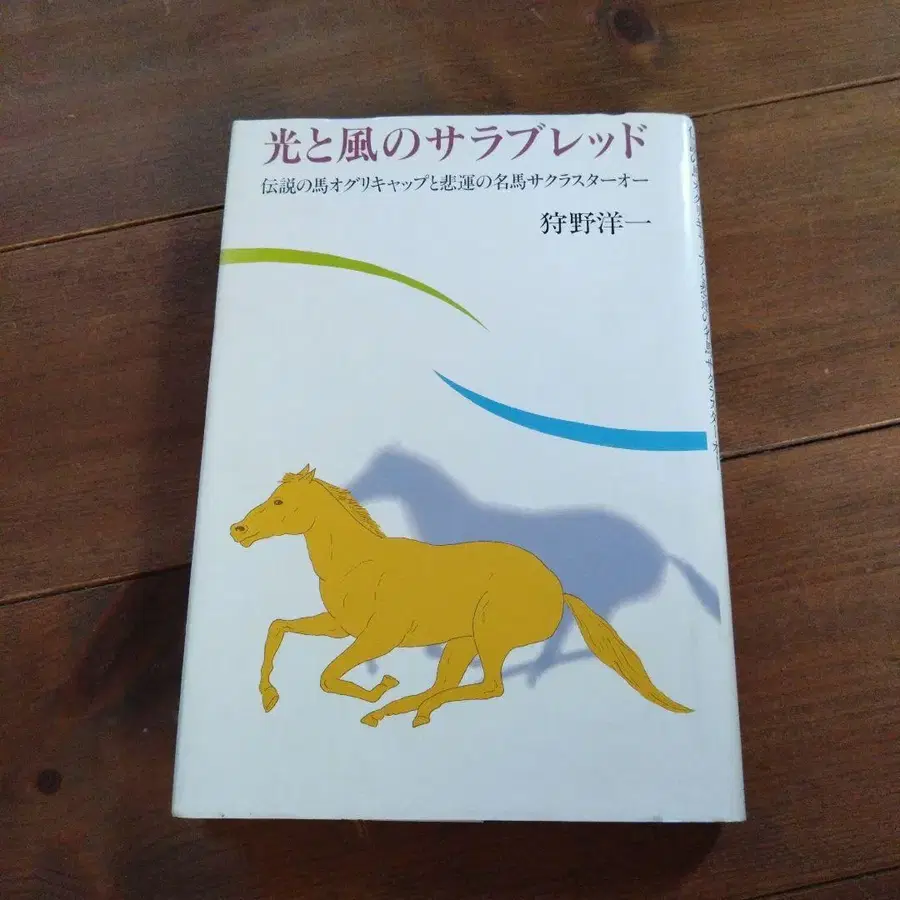 光と風のサラブレッド
伝説の馬オグリキャップと悲運の名馬サクラスターオー
狩野洋一